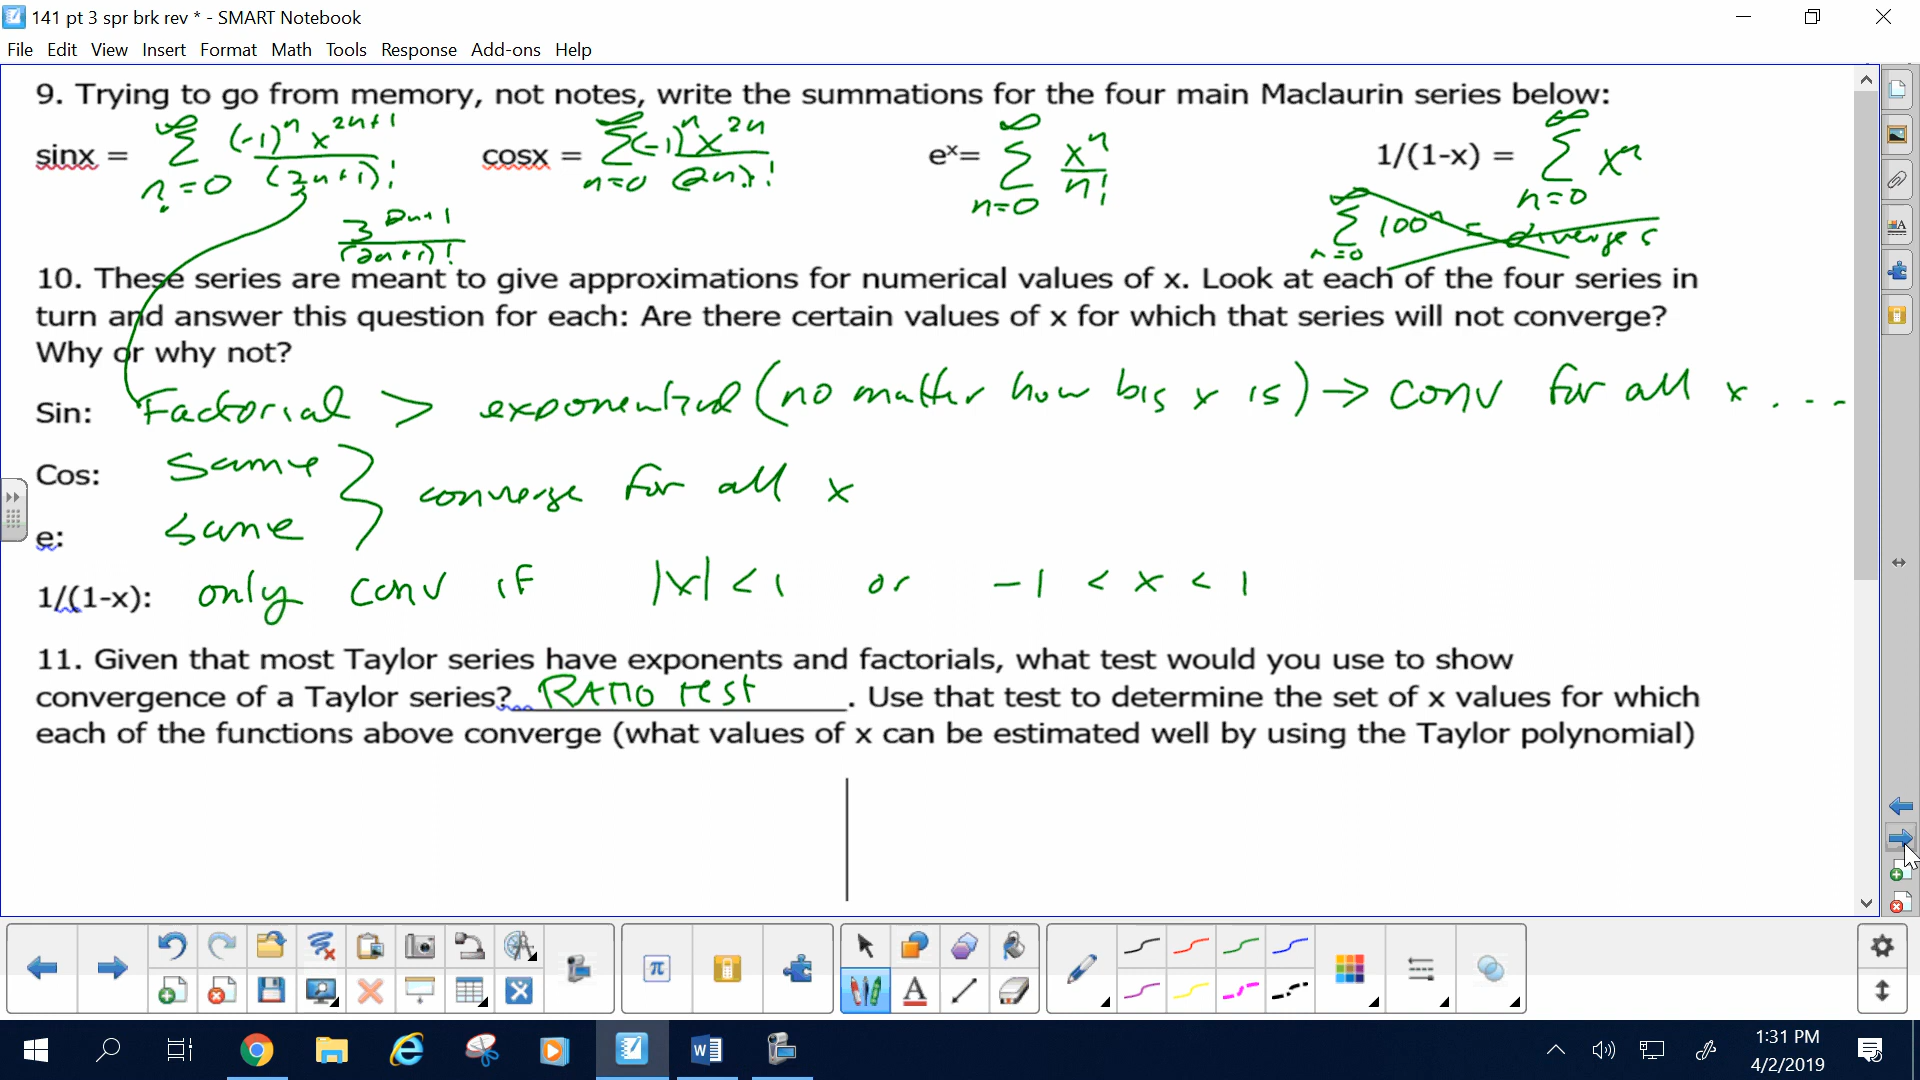 141 pt 3 spr brk rev * - SMART Notebook
File Edit View Insert Format Math Tools Response Add-ons Help
9. Trying to go from memory, not notes, write the summations for the four main Maclaurin series below:
sinx = ∞ Σ n=0 (-1)^n x^2n+1 / (2n+1)! cosx = ∞ Σ n=0 (-1)^n x^2n / (2n)! e^x= ∞ Σ n=0 x^n / n! 1/(1-x) = ∞ Σ n=0 x^n
3^2n+1 / (2n+1)! ∞ Σ n=0 100^n = diverges
10. These series are meant to give approximations for numerical values of x. Look at each of the four series in
turn and answer this question for each: Are there certain values of x for which that series will not converge?
Why or why not?
Sin: Factorial > exponential (no matter how big x is) → conv for all x ....
Cos: same } converge for all x
e: same
1/(1-x): only conv if |x| < 1 or -1 < x < 1
11. Given that most Taylor series have exponents and factorials, what test would you use to show
convergence of a Taylor series? RATIO test. Use that test to determine the set of x values for which
each of the functions above converge (what values of x can be estimated well by using the Taylor polynomial)
π
A
1:31 PM
4/2/2019